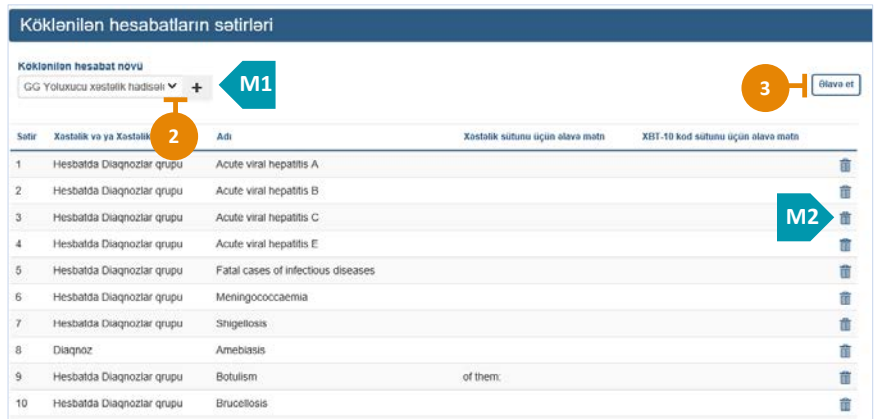 Köklənilən hesabatların sətirləri
Köklənilən hesabat növü
GG Yoluxucu xəstəlik hadisələ
+
M1
3
Əlavə et
2
Sətir Xəstəlik və ya Xəstəlik Adı Xəstəlik sütunu üçün əlavə mətn XBT-10 kod sütunu üçün əlavə mətn
1 Hesbatda Diaqnozlar qrupu Acute viral hepatitis A
2 Hesbatda Diaqnozlar qrupu Acute viral hepatitis B
3 Hesbatda Diaqnozlar qrupu Acute viral hepatitis C
M2
4 Hesbatda Diaqnozlar qrupu Acute viral hepatitis E
5 Hesbatda Diaqnozlar qrupu Fatal cases of infectious diseases
6 Hesbatda Diaqnozlar qrupu Meningococcaemia
7 Hesbatda Diaqnozlar qrupu Shigellosis
8 Diaqnoz Amebiasis
9 Hesbatda Diaqnozlar qrupu Botulism of them:
10 Hesbatda Diaqnozlar qrupu Brucellosis